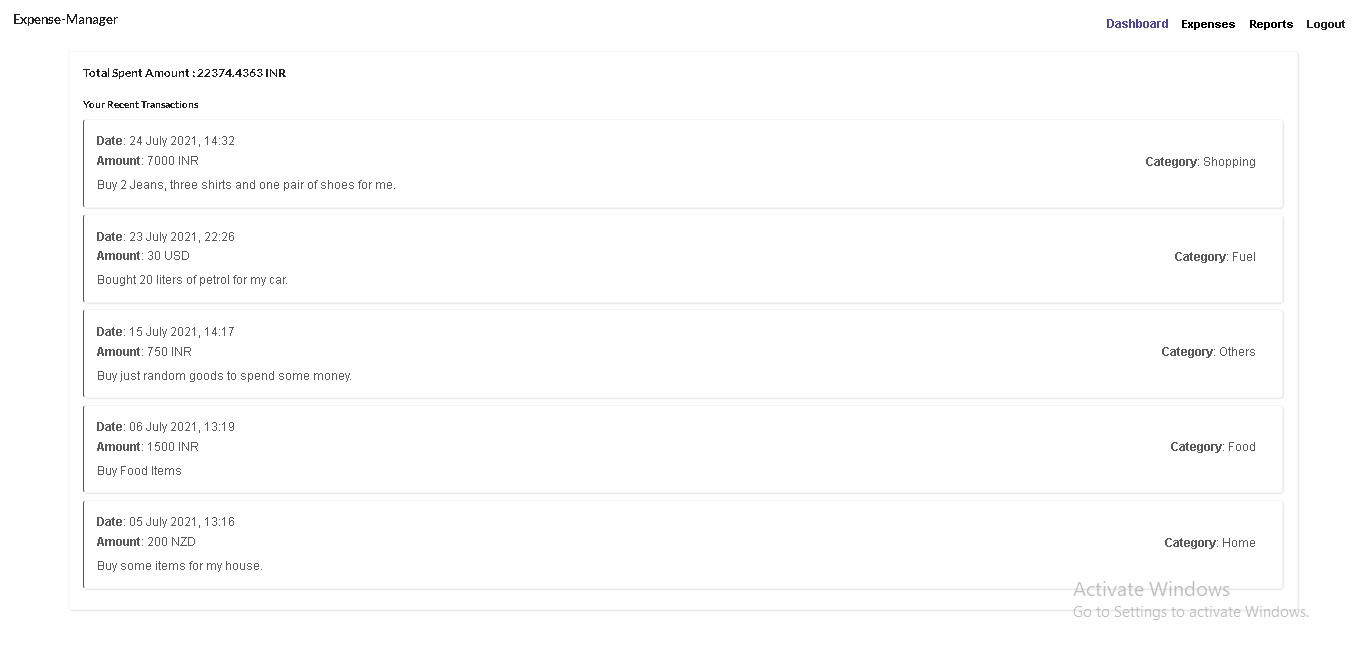 Expense-Manager
Dashboard Expenses Reports Logout
Total Spent Amount : 22374.4363 INR
Your Recent Transactions
Date: 24 July 2021, 14:32
Amount: 7000 INR
Category: Shopping
Buy 2 Jeans, three shirts and one pair of shoes for me.
Date: 23 July 2021, 22:26
Amount: 30 USD
Category: Fuel
Bought 20 liters of petrol for my car.
Date: 15 July 2021, 14:17
Amount: 750 INR
Category: Others
Buy just random goods to spend some money.
Date: 06 July 2021, 13:19
Amount: 1500 INR
Category: Food
Buy Food Items
Date: 05 July 2021, 13:16
Amount: 200 NZD
Category: Home
Buy some items for my house.
Activate Windows
Go to Settings to activate Windows.